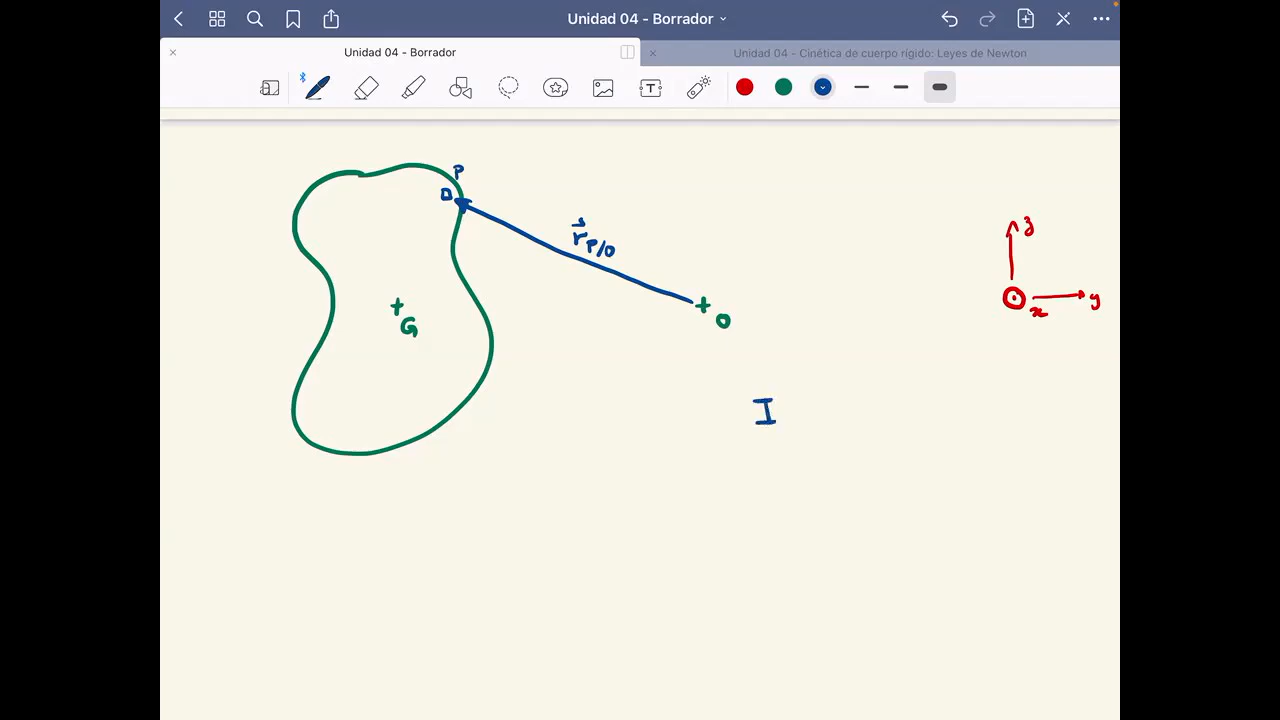 Unidad 04 - Borrador
Unidad 04 - Borrador
Unidad 04 - Cinética de cuerpo rígido: Leyes de Newton
T
P
r⃗P/O
z
y
x
G
O
I